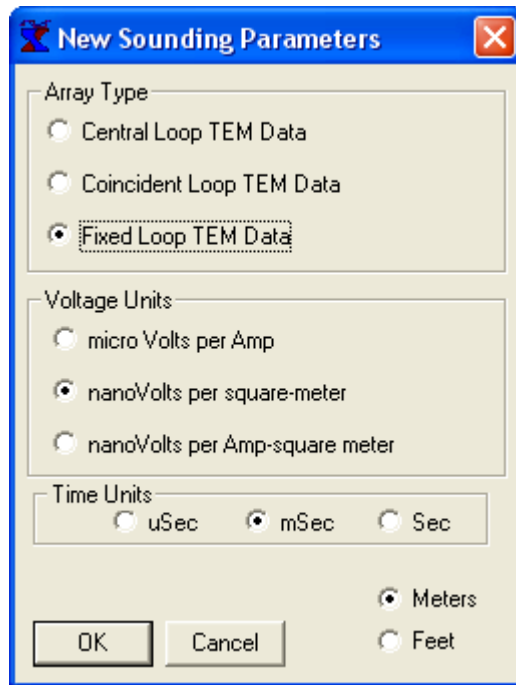 New Sounding Parameters
Array Type
Central Loop TEM Data
Coincident Loop TEM Data
Fixed Loop TEM Data
Voltage Units
micro Volts per Amp
nanoVolts per square-meter
nanoVolts per Amp-square meter
Time Units
uSec mSec Sec
Meters
Feet
OK Cancel